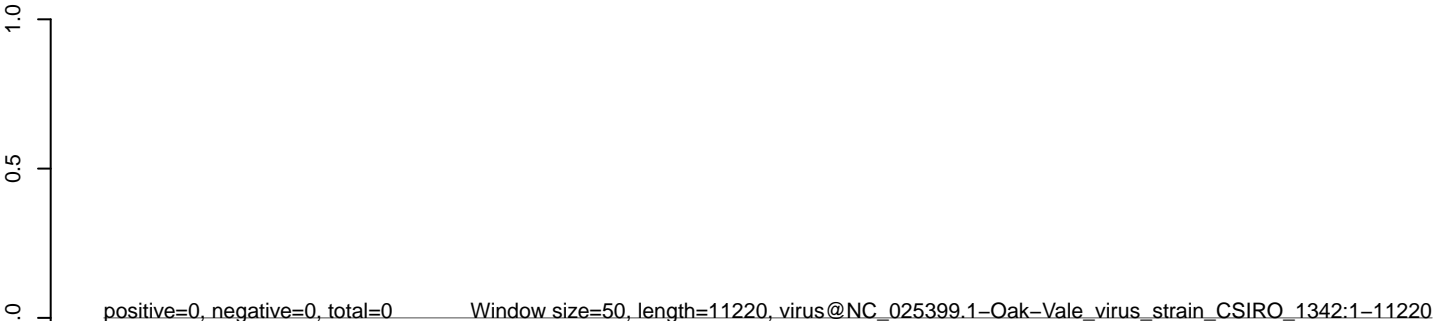 1.0
0.5
.0
positive=0, negative=0, total=0 Window size=50, length=11220, virus@NC_025399.1−Oak−Vale_virus_strain_CSIRO_1342:1−11220